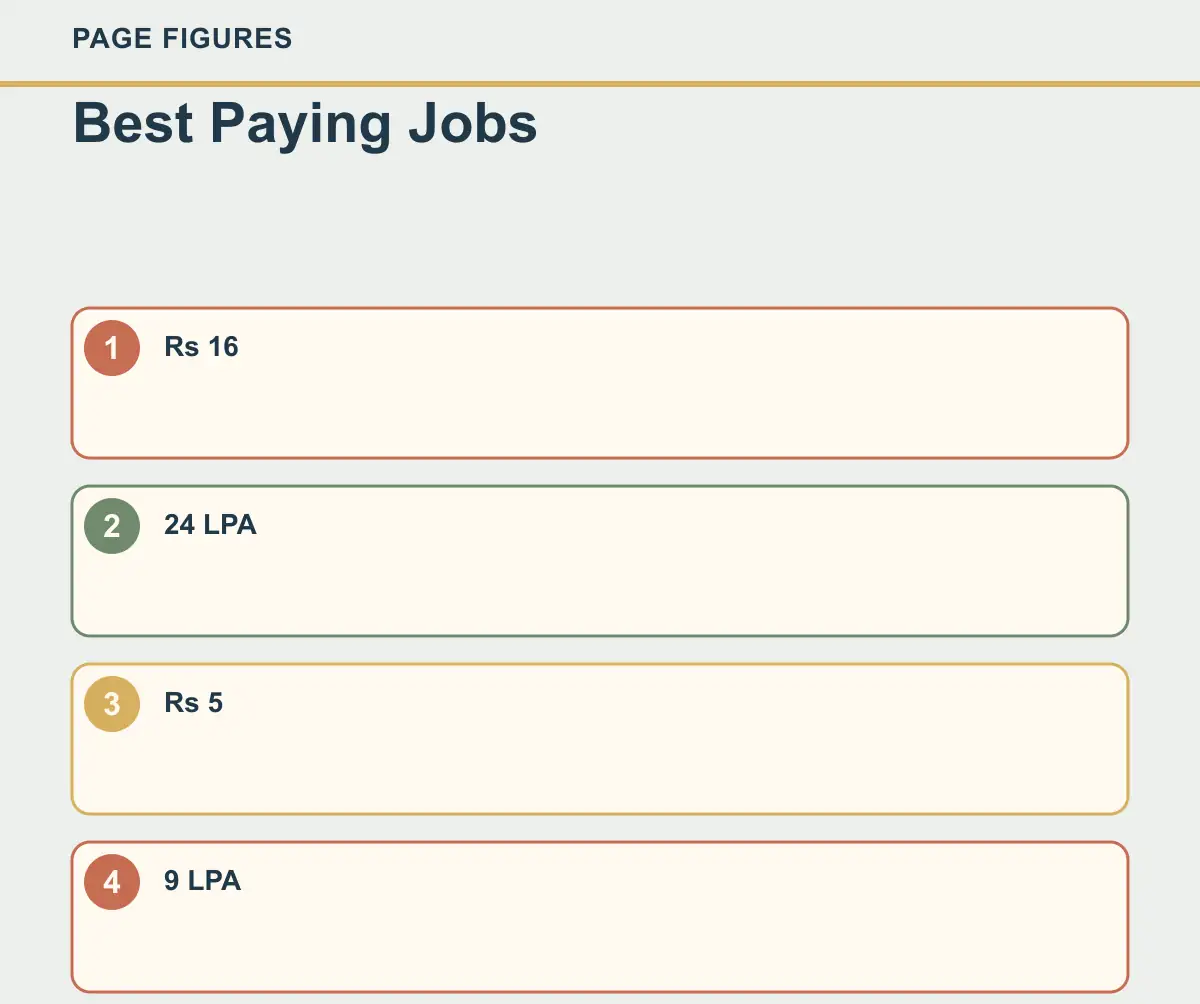 PAGE FIGURES
Best Paying Jobs
1 Rs 16
2 24 LPA
3 Rs 5
4 9 LPA